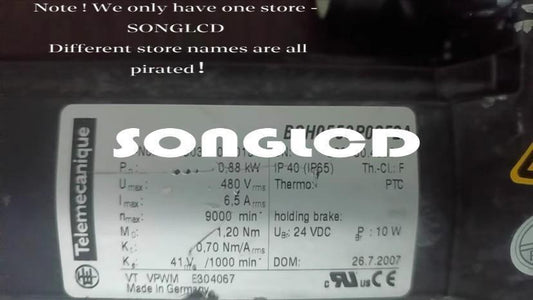 Note ! We only have one store -
SONGLCD
Different store names are all
pirated !
SONGLCD
Telemecanique
0,88 kW IP 40 (IP65) Th.-Cl.: F
Umax: 480 Vrms Thermo: PTC
Imax: 6,5 Arms
nmax: 9000 min holding brake:
M0: 1,20 Nm UB: 24 VDC P: 10 W
0,70 Nm/Arms
41 V /1000 min DOM: 26.7.2007
VT VPWM E304067
Made in Germany